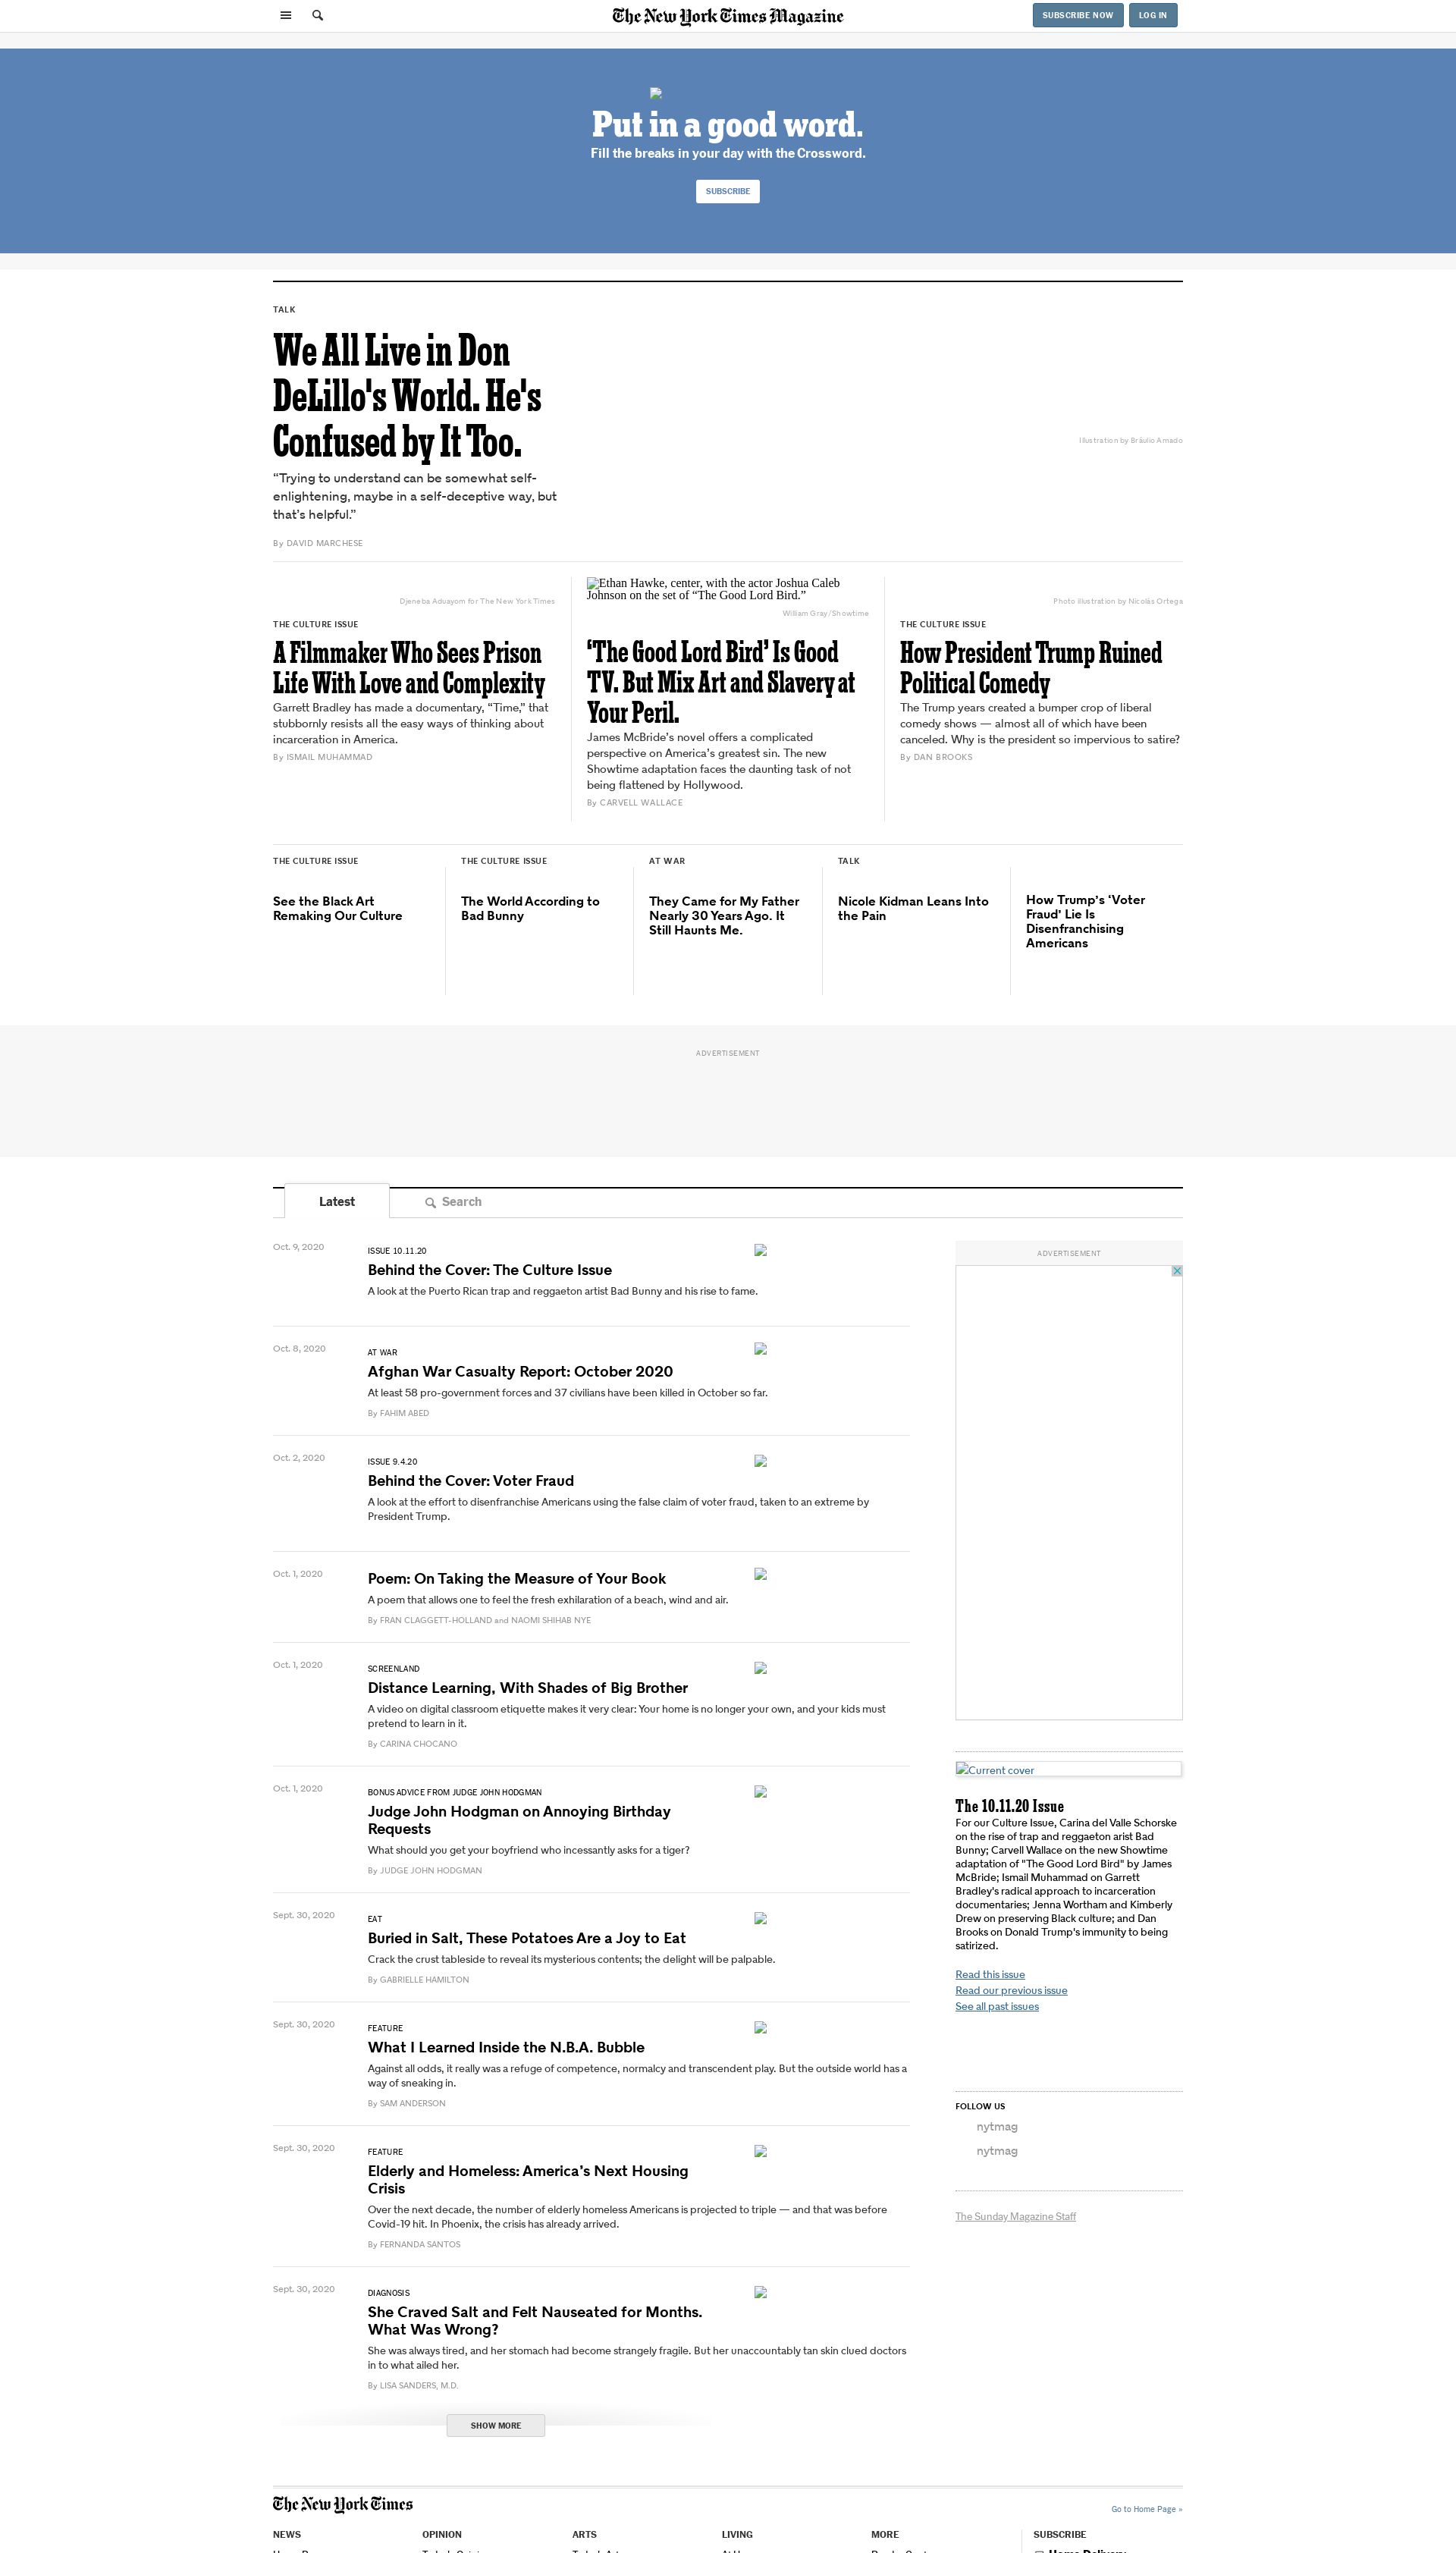 The New York Times Magazine
SUBSCRIBE NOW
LOG IN
Put in a good word.
Fill the breaks in your day with the Crossword.
SUBSCRIBE
TALK
We All Live in Don
DeLillo's World. He's
Confused by It Too.
“Trying to understand can be somewhat self-
enlightening, maybe in a self-deceptive way, but
that’s helpful.”
By DAVID MARCHESE
Illustration by Bráulio Amado
Djeneba Aduayom for The New York Times
THE CULTURE ISSUE
A Filmmaker Who Sees Prison
Life With Love and Complexity
Garrett Bradley has made a documentary, “Time,” that
stubbornly resists all the easy ways of thinking about
incarceration in America.
By ISMAIL MUHAMMAD
Ethan Hawke, center, with the actor Joshua Caleb
Johnson on the set of “The Good Lord Bird.”
William Gray/Showtime
‘The Good Lord Bird’ Is Good
TV. But Mix Art and Slavery at
Your Peril.
James McBride’s novel offers a complicated
perspective on America’s greatest sin. The new
Showtime adaptation faces the daunting task of not
being flattened by Hollywood.
By CARVELL WALLACE
Photo illustration by Nicolás Ortega
THE CULTURE ISSUE
How President Trump Ruined
Political Comedy
The Trump years created a bumper crop of liberal
comedy shows — almost all of which have been
canceled. Why is the president so impervious to satire?
By DAN BROOKS
THE CULTURE ISSUE
See the Black Art
Remaking Our Culture
THE CULTURE ISSUE
The World According to
Bad Bunny
AT WAR
They Came for My Father
Nearly 30 Years Ago. It
Still Haunts Me.
TALK
Nicole Kidman Leans Into
the Pain
How Trump’s ‘Voter
Fraud’ Lie Is
Disenfranchising
Americans
ADVERTISEMENT
Latest
Search
Oct. 9, 2020
ISSUE 10.11.20
Behind the Cover: The Culture Issue
A look at the Puerto Rican trap and reggaeton artist Bad Bunny and his rise to fame.
Oct. 8, 2020
AT WAR
Afghan War Casualty Report: October 2020
At least 58 pro-government forces and 37 civilians have been killed in October so far.
By FAHIM ABED
Oct. 2, 2020
ISSUE 9.4.20
Behind the Cover: Voter Fraud
A look at the effort to disenfranchise Americans using the false claim of voter fraud, taken to an extreme by
President Trump.
Oct. 1, 2020
Poem: On Taking the Measure of Your Book
A poem that allows one to feel the fresh exhilaration of a beach, wind and air.
By FRAN CLAGGETT-HOLLAND and NAOMI SHIHAB NYE
Oct. 1, 2020
SCREENLAND
Distance Learning, With Shades of Big Brother
A video on digital classroom etiquette makes it very clear: Your home is no longer your own, and your kids must
pretend to learn in it.
By CARINA CHOCANO
Oct. 1, 2020
BONUS ADVICE FROM JUDGE JOHN HODGMAN
Judge John Hodgman on Annoying Birthday
Requests
What should you get your boyfriend who incessantly asks for a tiger?
By JUDGE JOHN HODGMAN
Sept. 30, 2020
EAT
Buried in Salt, These Potatoes Are a Joy to Eat
Crack the crust tableside to reveal its mysterious contents; the delight will be palpable.
By GABRIELLE HAMILTON
Sept. 30, 2020
FEATURE
What I Learned Inside the N.B.A. Bubble
Against all odds, it really was a refuge of competence, normalcy and transcendent play. But the outside world has a
way of sneaking in.
By SAM ANDERSON
Sept. 30, 2020
FEATURE
Elderly and Homeless: America’s Next Housing
Crisis
Over the next decade, the number of elderly homeless Americans is projected to triple — and that was before
Covid-19 hit. In Phoenix, the crisis has already arrived.
By FERNANDA SANTOS
Sept. 30, 2020
DIAGNOSIS
She Craved Salt and Felt Nauseated for Months.
What Was Wrong?
She was always tired, and her stomach had become strangely fragile. But her unaccountably tan skin clued doctors
in to what ailed her.
By LISA SANDERS, M.D.
SHOW MORE
ADVERTISEMENT
Current cover
The 10.11.20 Issue
For our Culture Issue, Carina del Valle Schorske
on the rise of trap and reggaeton arist Bad
Bunny; Carvell Wallace on the new Showtime
adaptation of "The Good Lord Bird" by James
McBride; Ismail Muhammad on Garrett
Bradley's radical approach to incarceration
documentaries; Jenna Wortham and Kimberly
Drew on preserving Black culture; and Dan
Brooks on Donald Trump's immunity to being
satirized.
Read this issue
Read our previous issue
See all past issues
FOLLOW US
nytmag
nytmag
The Sunday Magazine Staff
The New York Times
Go to Home Page »
NEWS
OPINION
ARTS
LIVING
MORE
SUBSCRIBE